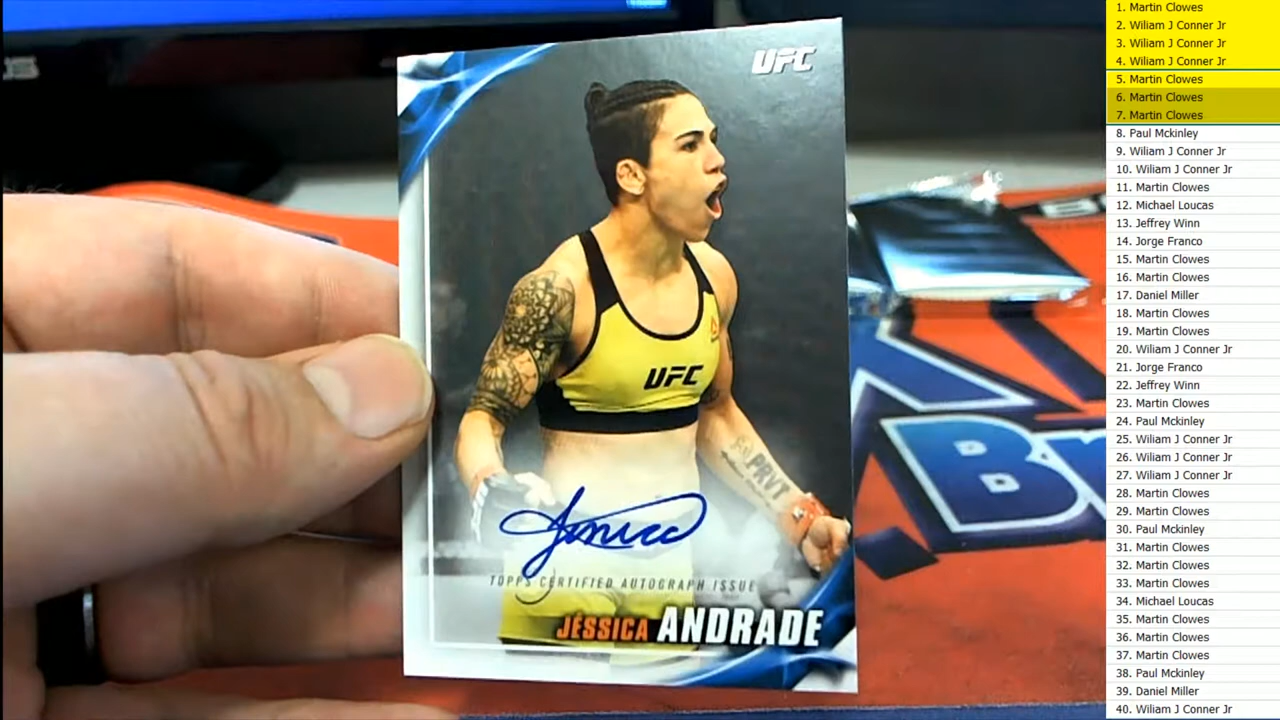 UFC
UFC
PRVT
TOPPS CERTIFIED AUTOGRAPH ISSUE
JÉSSICA ANDRADE
1. Martin Clowes
2. Wiliam J Conner Jr
3. Wiliam J Conner Jr
4. Wiliam J Conner Jr
5. Martin Clowes
6. Martin Clowes
7. Martin Clowes
8. Paul Mckinley
9. Wiliam J Conner Jr
10. Wiliam J Conner Jr
11. Martin Clowes
12. Michael Loucas
13. Jeffrey Winn
14. Jorge Franco
15. Martin Clowes
16. Martin Clowes
17. Daniel Miller
18. Martin Clowes
19. Martin Clowes
20. Wiliam J Conner Jr
21. Jorge Franco
22. Jeffrey Winn
23. Martin Clowes
24. Paul Mckinley
25. Wiliam J Conner Jr
26. Wiliam J Conner Jr
27. Wiliam J Conner Jr
28. Martin Clowes
29. Martin Clowes
30. Paul Mckinley
31. Martin Clowes
32. Martin Clowes
33. Martin Clowes
34. Michael Loucas
35. Martin Clowes
36. Martin Clowes
37. Martin Clowes
38. Paul Mckinley
39. Daniel Miller
40. Wiliam J Conner Jr